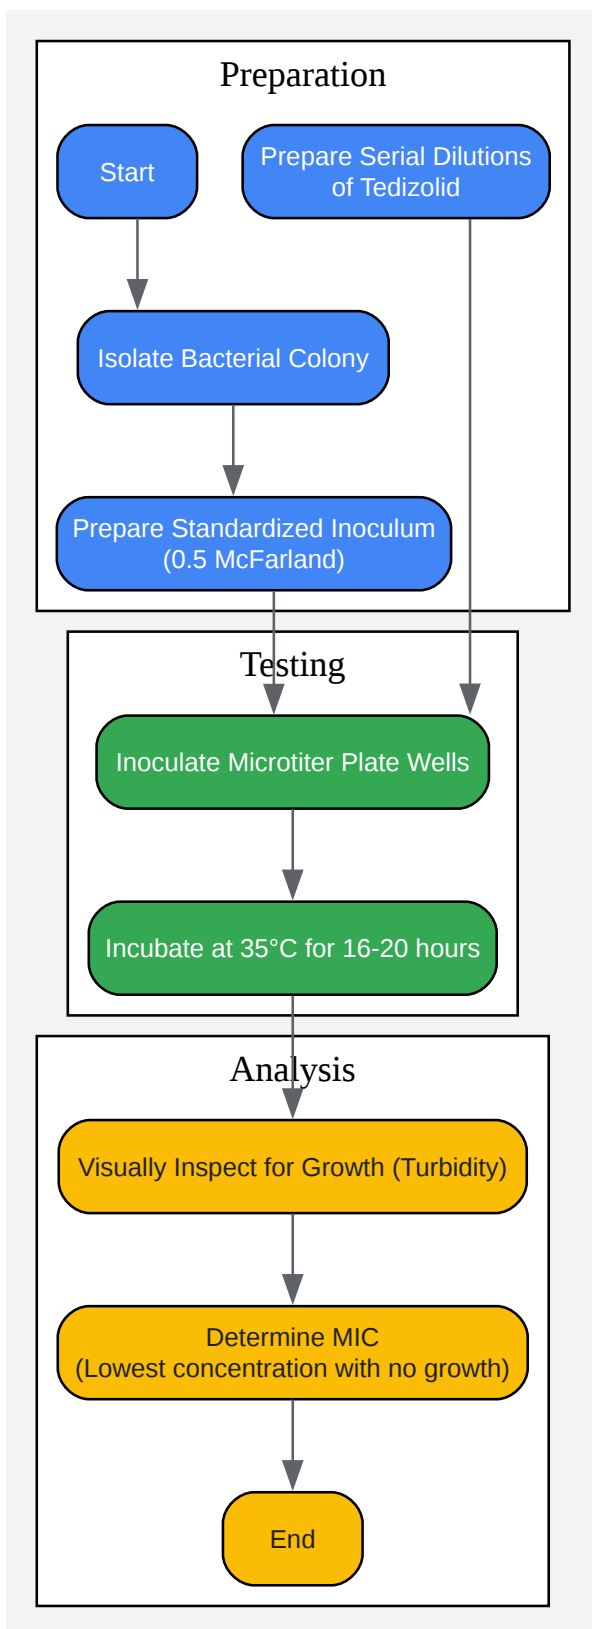 Preparation
Start
Prepare Serial Dilutions
of Tedizolid
Isolate Bacterial Colony
Prepare Standardized Inoculum
(0.5 McFarland)
Testing
Inoculate Microtiter Plate Wells
Incubate at 35°C for 16-20 hours
Analysis
Visually Inspect for Growth (Turbidity)
Determine MIC
(Lowest concentration with no growth)
End